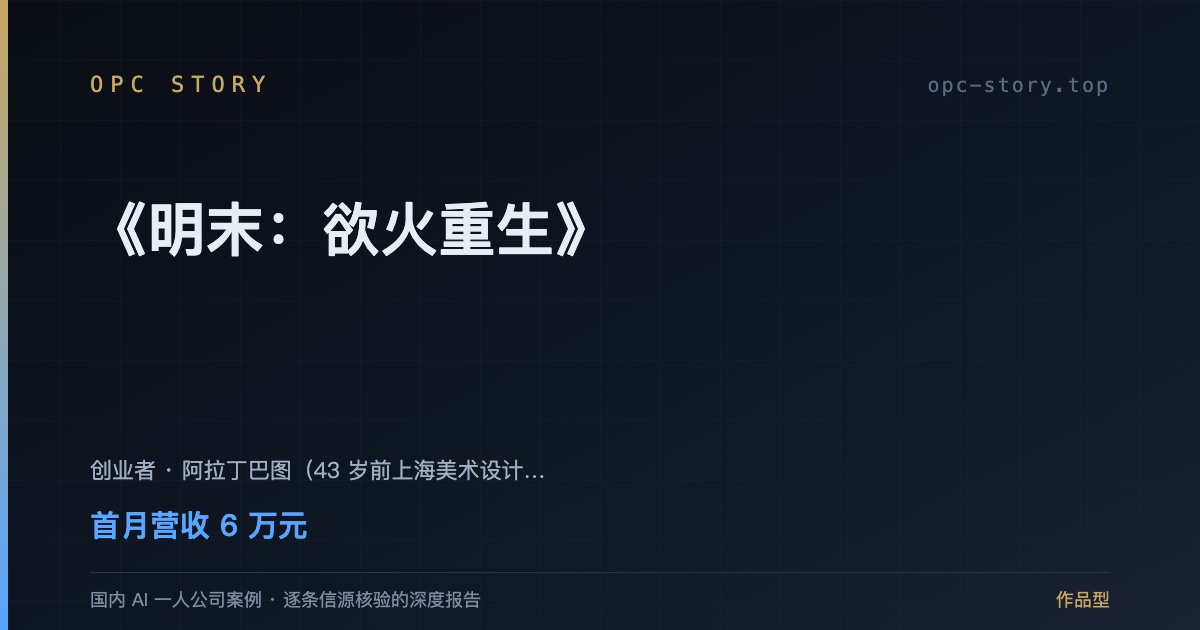 OPC STORY
opc-story.top
《明末：欲火重生》
创业者 · 阿拉丁巴图（43 岁前上海美术设计…
首月营收 6 万元
国内 AI 一人公司案例 · 逐条信源核验的深度报告
作品型